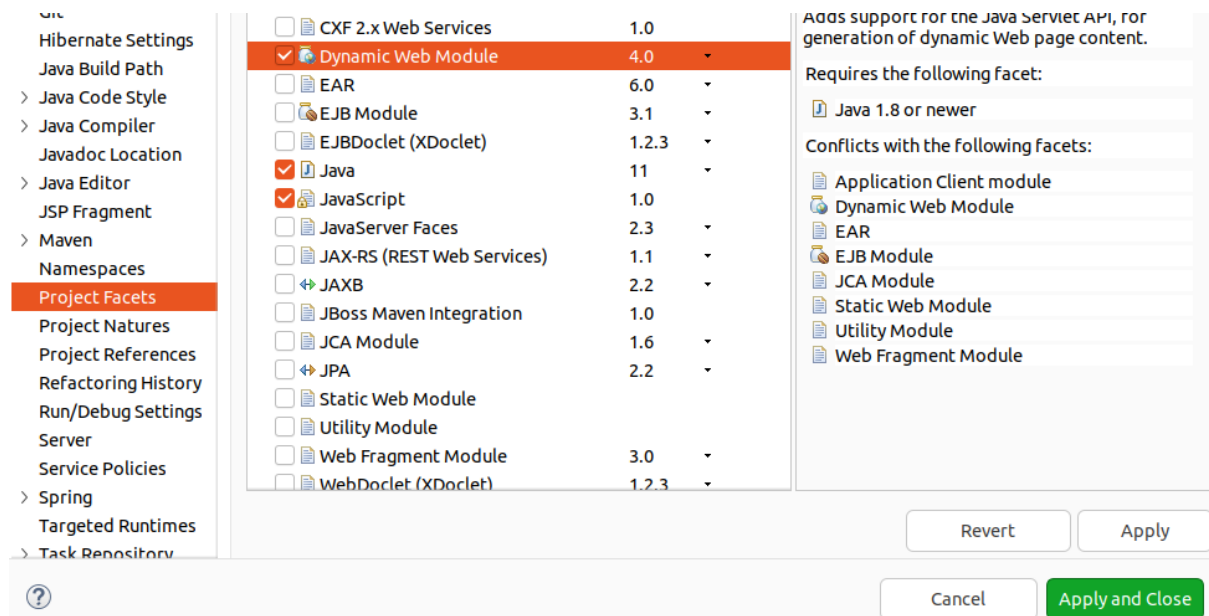 Git
Hibernate Settings
Java Build Path
Java Code Style
Java Compiler
Javadoc Location
Java Editor
JSP Fragment
Maven
Namespaces
Project Facets
Project Natures
Project References
Refactoring History
Run/Debug Settings
Server
Service Policies
Spring
Targeted Runtimes
Task Repository
CXF 2.x Web Services 1.0
Dynamic Web Module 4.0
EAR 6.0
EJB Module 3.1
EJBDoclet (XDoclet) 1.2.3
Java 11
JavaScript 1.0
JavaServer Faces 2.3
JAX-RS (REST Web Services) 1.1
JAXB 2.2
JBoss Maven Integration 1.0
JCA Module 1.6
JPA 2.2
Static Web Module
Utility Module
Web Fragment Module 3.0
WebDoclet (XDoclet) 1.2.3
Adds support for the Java Servlet API, for
generation of dynamic Web page content.
Requires the following facet:
Java 1.8 or newer
Conflicts with the following facets:
Application Client module
Dynamic Web Module
EAR
EJB Module
JCA Module
Static Web Module
Utility Module
Web Fragment Module
Revert Apply
Cancel Apply and Close